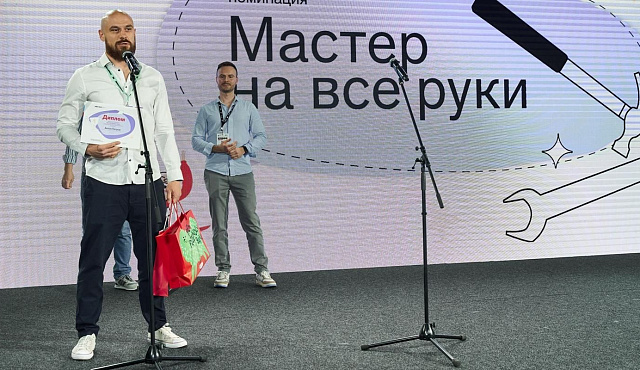 номинация
Мастер
на все руки
Диплом